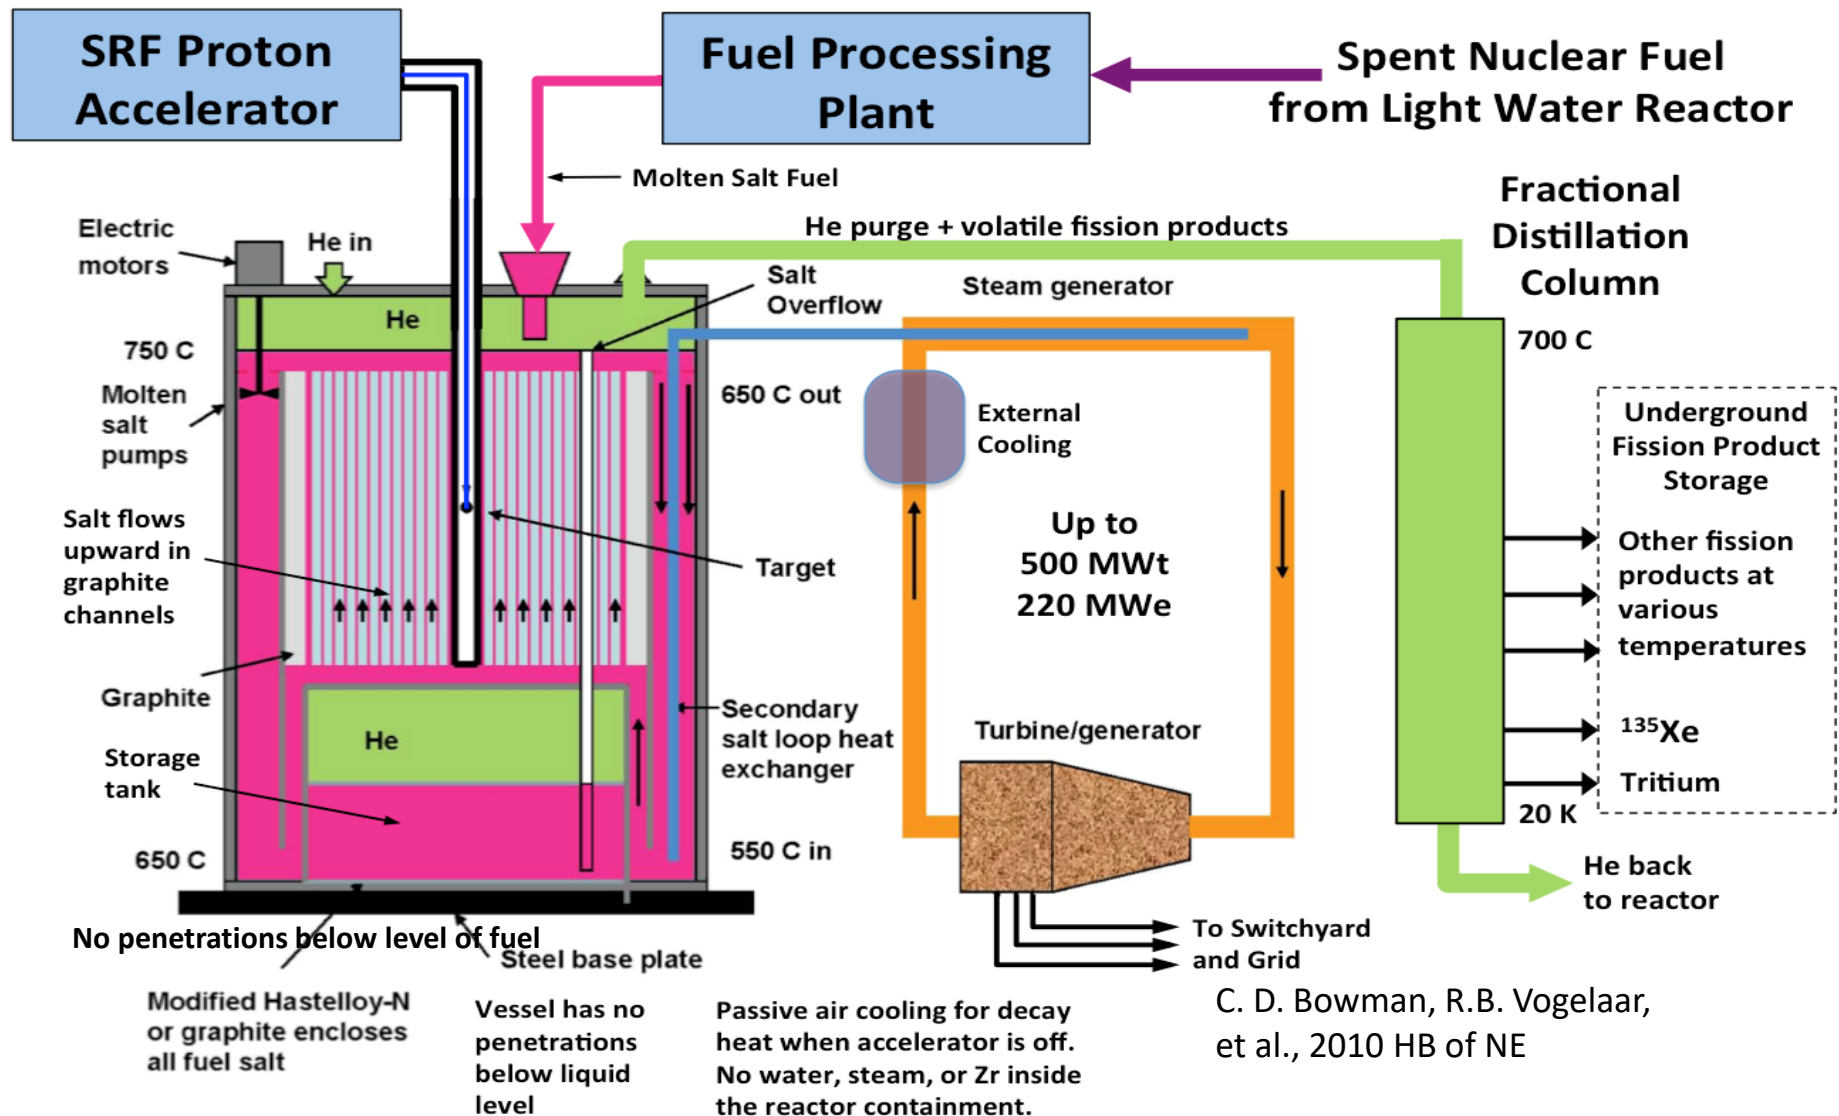 SRF Proton
Accelerator
Fuel Processing
Plant
Spent Nuclear Fuel
from Light Water Reactor
Molten Salt Fuel
Fractional
Distillation
Column
Electric
motors
He in
He purge + volatile fission products
Salt
Overflow
Steam generator
He
750 C
700 C
Molten
salt
pumps
650 C out
External
Cooling
Underground
Fission Product
Storage
Salt flows
upward in
graphite
channels
Target
Up to
500 MWt
220 MWe
Other fission
products at
various
temperatures
Graphite
He
Secondary
salt loop heat
exchanger
Turbine/generator
¹³⁵Xe
Storage
tank
Tritium
20 K
650 C
550 C in
He back
to reactor
No penetrations below level of fuel
Steel base plate
To Switchyard
and Grid
Modified Hastelloy-N
or graphite encloses
all fuel salt
Vessel has no
penetrations
below liquid
level
Passive air cooling for decay
heat when accelerator is off.
No water, steam, or Zr inside
the reactor containment.
C. D. Bowman, R.B. Vogelaar,
et al., 2010 HB of NE